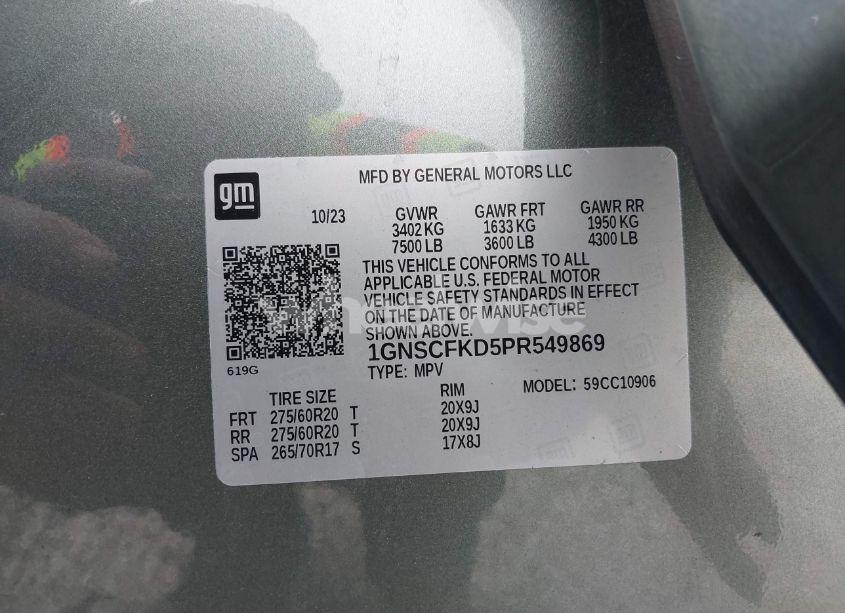 gm
MFD BY GENERAL MOTORS LLC
10/23 GVWR GAWR FRT GAWR RR
3402 KG 1633 KG 1950 KG
7500 LB 3600 LB 4300 LB
THIS VEHICLE CONFORMS TO ALL
APPLICABLE U.S. FEDERAL MOTOR
VEHICLE SAFETY STANDARDS IN EFFECT
ON THE DATE OF MANUFACTURE
SHOWN ABOVE.
1GNSCFKD5PR549869
619G
TYPE: MPV
MODEL: 59CC10906
TIRE SIZE RIM
FRT 275/60R20 T 20X9J
RR 275/60R20 T 20X9J
SPA 265/70R17 S 17X8J